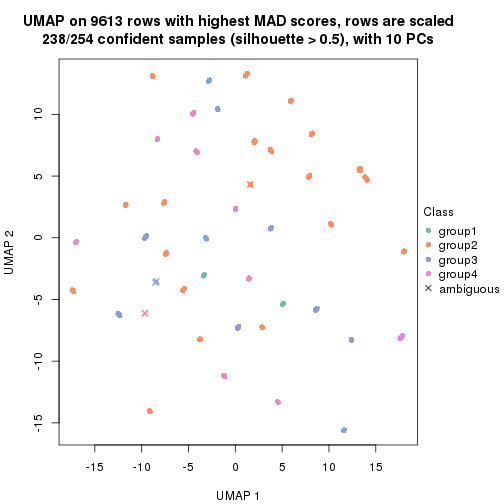 UMAP on 9613 rows with highest MAD scores, rows are scaled
238/254 confident samples (silhouette > 0.5), with 10 PCs
10
5
0
-5
-10
-15
UMAP 2
Class
group1
group2
group3
group4
ambiguous
-15 -10 -5 0 5 10 15
UMAP 1